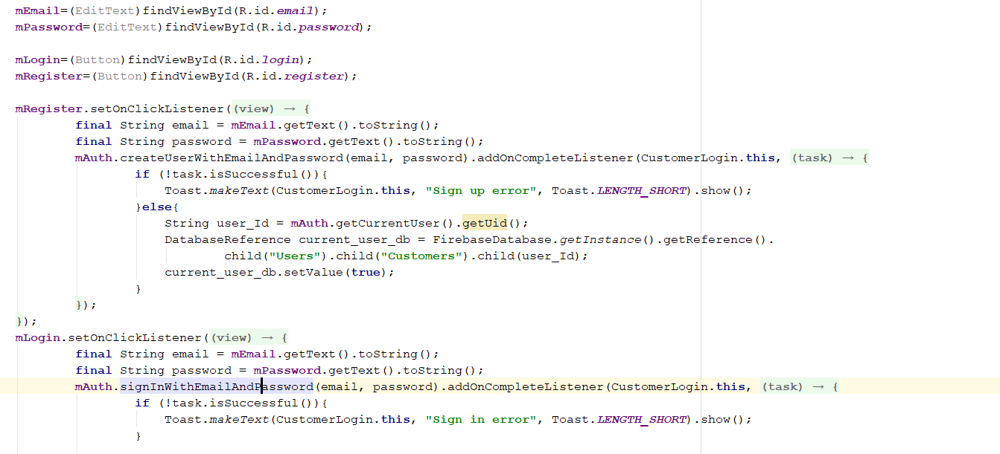 mEmail=(EditText)findViewById(R.id.email);
mPassword=(EditText)findViewById(R.id.password);
mLogin=(Button)findViewById(R.id.login);
mRegister=(Button)findViewById(R.id.register);
mRegister.setOnClickListener((view) → {
final String email = mEmail.getText().toString();
final String password = mPassword.getText().toString();
mAuth.createUserWithEmailAndPassword(email, password).addOnCompleteListener(CustomerLogin.this, (task) → {
if (!task.isSuccessful()){
Toast.makeText(CustomerLogin.this, "Sign up error", Toast.LENGTH_SHORT).show();
}else{
String user_Id = mAuth.getCurrentUser().getUid();
DatabaseReference current_user_db = FirebaseDatabase.getInstance().getReference().
child("Users").child("Customers").child(user_Id);
current_user_db.setValue(true);
}
});
});
mLogin.setOnClickListener((view) → {
final String email = mEmail.getText().toString();
final String password = mPassword.getText().toString();
mAuth.signInWithEmailAndPassword(email, password).addOnCompleteListener(CustomerLogin.this, (task) → {
if (!task.isSuccessful()){
Toast.makeText(CustomerLogin.this, "Sign in error", Toast.LENGTH_SHORT).show();
}